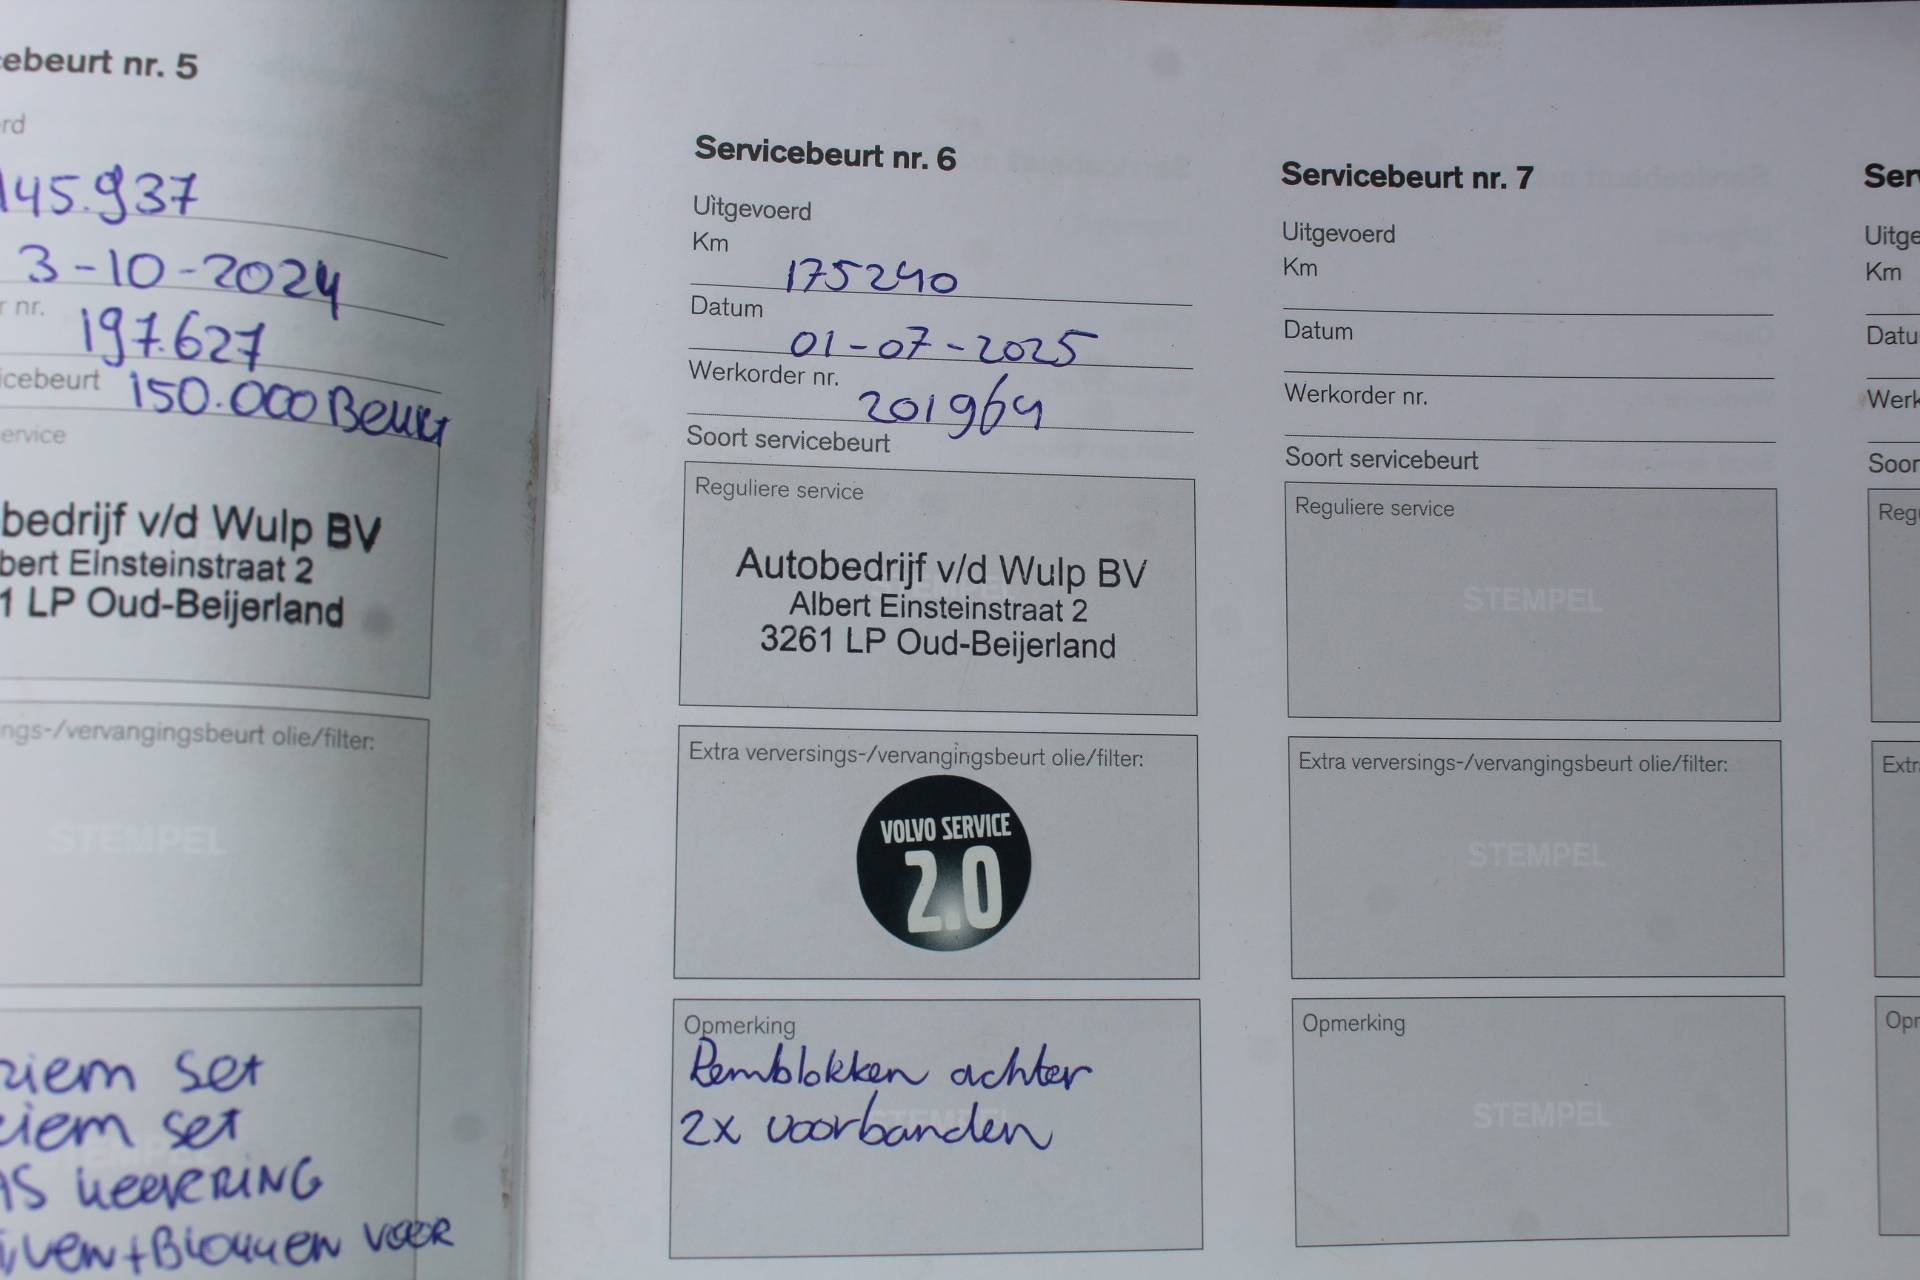 ebeurt nr. 5
rd
145.937
3-10-2024
nr.
197.627
icebeurt 150.000 Beurt
ervice
bedrijf v/d Wulp BV
bert Einsteinstraat 2
1 LP Oud-Beijerland
ngs-/vervangingsbeurt olie/filter:
STEMPEL
riem set
riem set
AS keerring
+ Blokken voor
Servicebeurt nr. 6
Uitgevoerd
Km
175240
Datum
01-07-2025
Werkorder nr.
201964
Soort servicebeurt
Reguliere service
Autobedrijf v/d Wulp BV
Albert Einsteinstraat 2
3261 LP Oud-Beijerland
Extra verversings-/vervangingsbeurt olie/filter:
VOLVO SERVICE
2.0
Opmerking
Remblokken achter
2x voorbanden
Servicebeurt nr. 7
Uitgevoerd
Km
Datum
Werkorder nr.
Soort servicebeurt
Reguliere service
STEMPEL
Extra verversings-/vervangingsbeurt olie/filter:
STEMPEL
Opmerking
STEMPEL
Ser
Uitge
Km
Datu
Werk
Soor
Regu
Extr
Opr